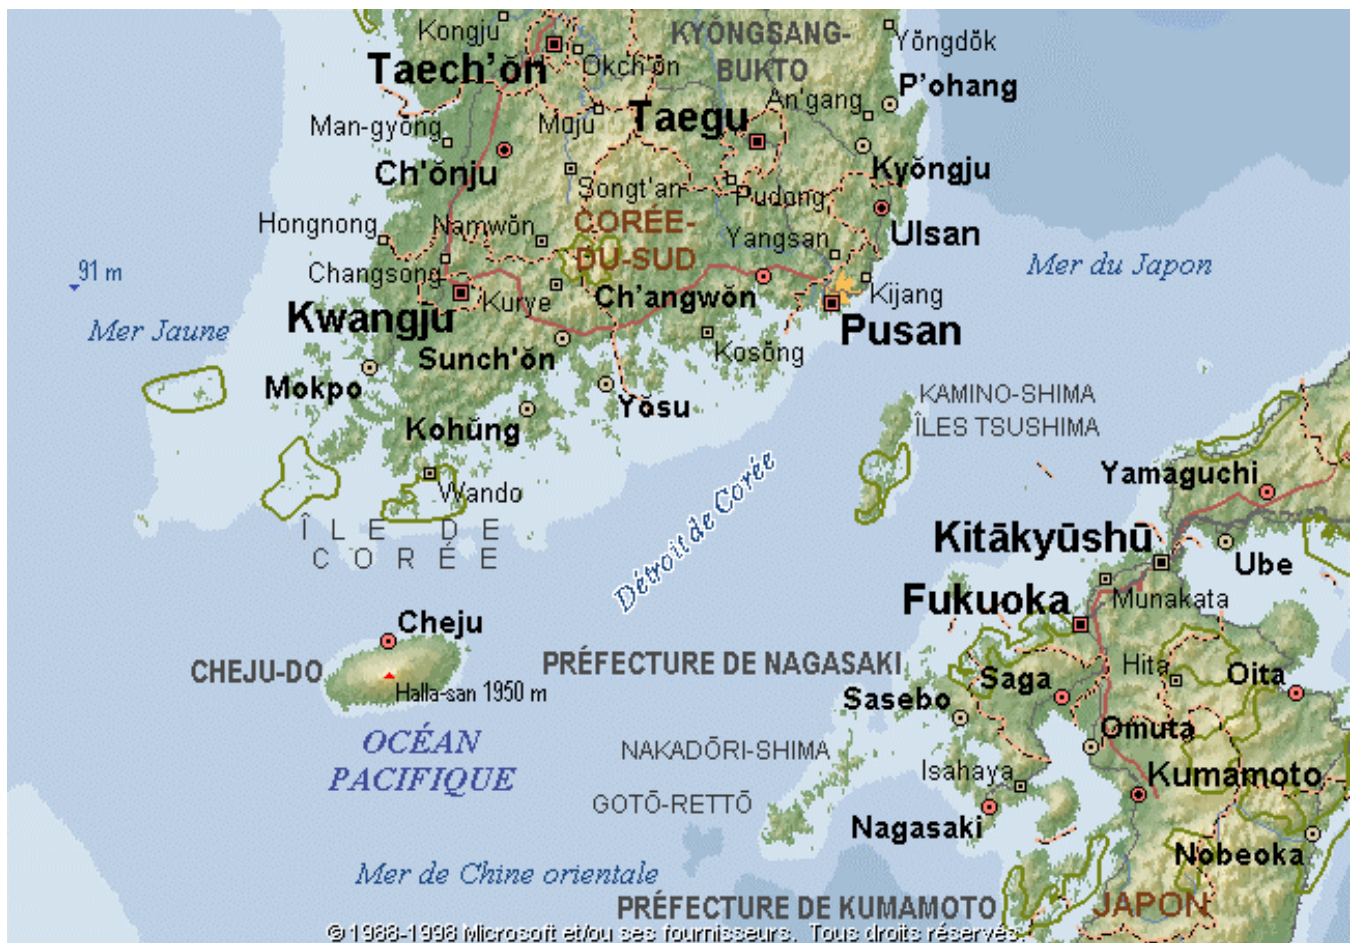 Kongju
KYŎNGSANG-
BUKTO
Yŏngdŏk
Taech'ŏn
Okch'ŏn
P'ohang
An'gang
Man-gyŏng
Muju
Taegu
Ch'ŏnju
Kyŏngju
Songt'an
Pudong
Hongnong
Namwŏn
CORÉE-
DU-SUD
Yangsan
Ulsan
Mer du Japon
91 m
Changsong
Kurye
Ch'angwŏn
Kijang
Mer Jaune
Kwangju
Pusan
Sunch'ŏn
Kosŏng
Mokpo
Yŏsu
KAMINO-SHIMA
ÎLES TSUSHIMA
Kohŭng
Yamaguchi
Wando
ÎLE DE
CORÉE
Détroit de Corée
Kitākyūshū
Ube
Munakata
Fukuoka
Cheju
CHEJU-DO
Halla-san 1950 m
PRÉFECTURE DE NAGASAKI
Hita
Oita
Saga
Sasebo
Omuta
OCÉAN
PACIFIQUE
NAKADŌRI-SHIMA
Isahaya
Kumamoto
GOTŌ-RETTŌ
Nagasaki
Nobeoka
Mer de Chine orientale
PRÉFECTURE DE KUMAMOTO
JAPON
© 1988-1998 Microsoft et/ou ses fournisseurs. Tous droits réservés.